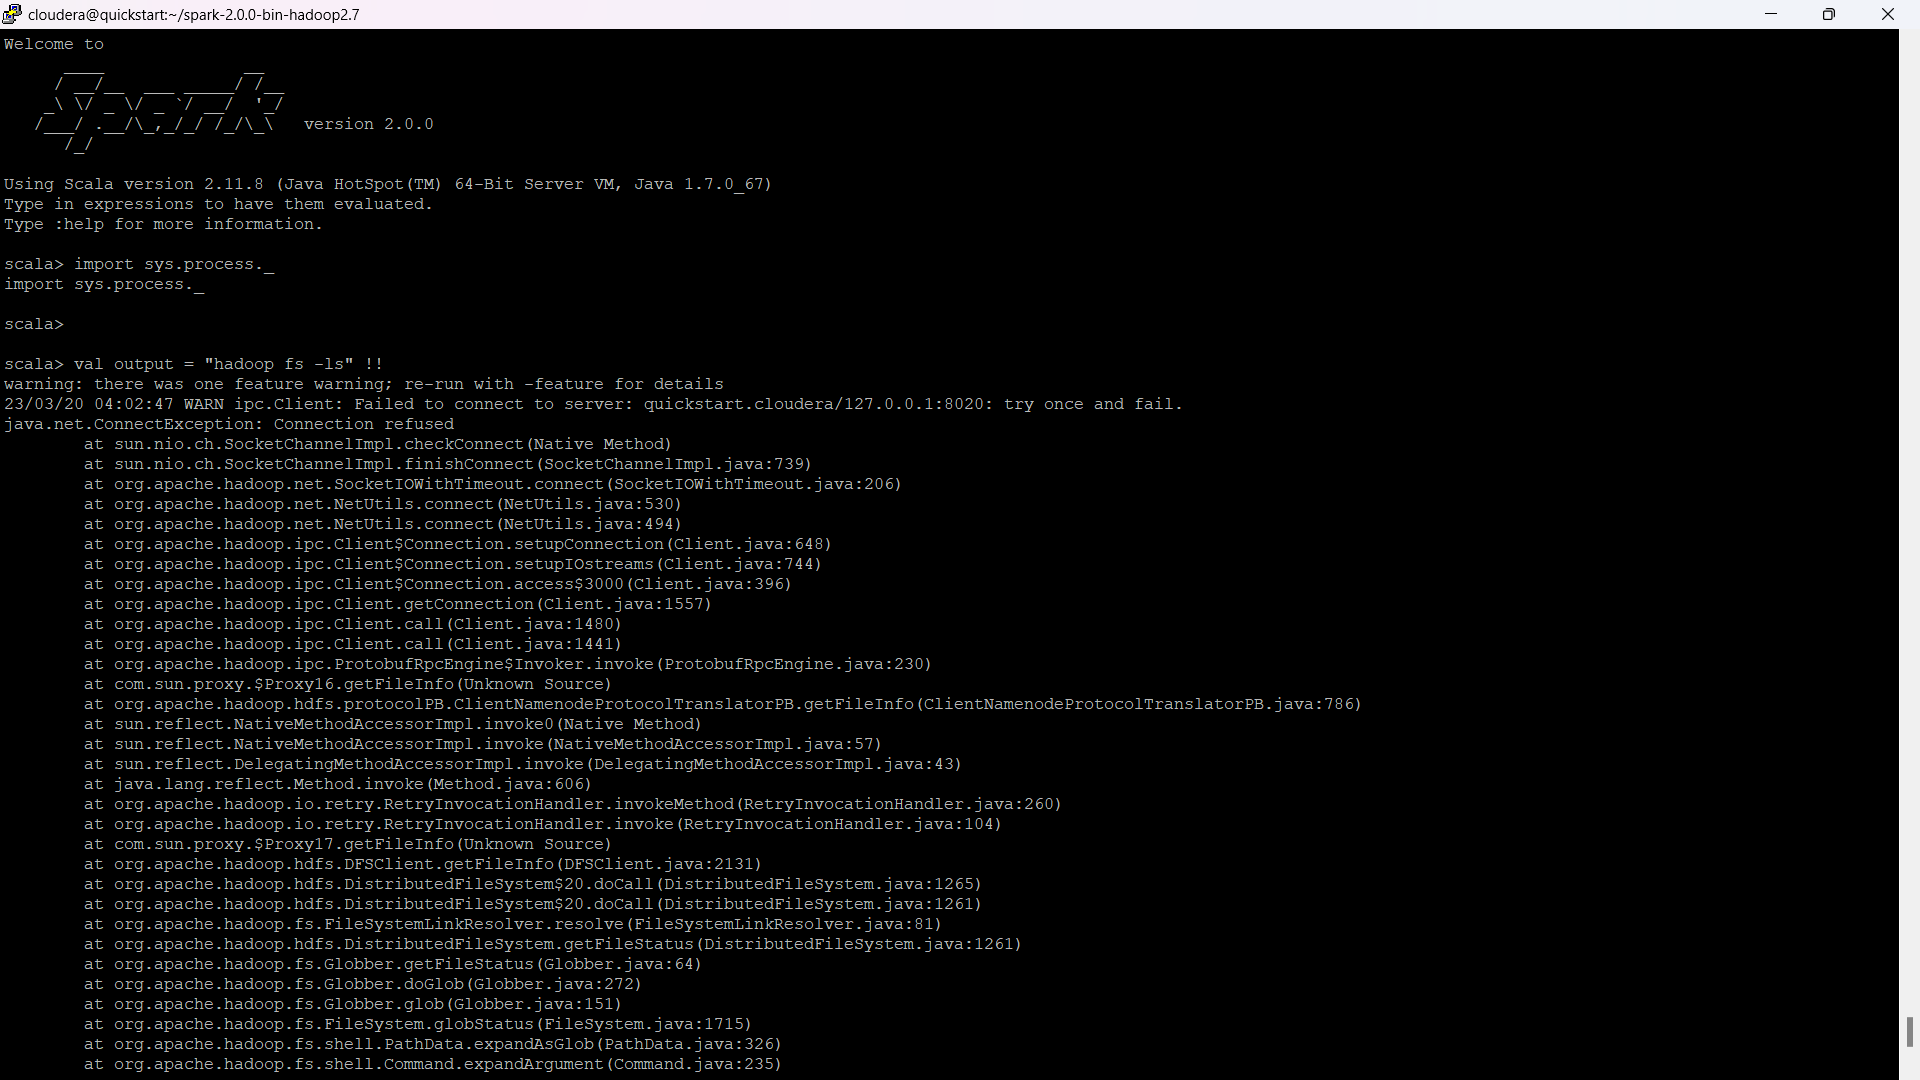 cloudera@quickstart:~/spark-2.0.0-bin-hadoop2.7
Welcome to
      ____              __
     / __/__  ___ _____/ /__
    _\ \/ _ \/ _ `/ __/  '_/
   /___/ .__/\_,_/_/ /_/\_\   version 2.0.0
      /_/
Using Scala version 2.11.8 (Java HotSpot(TM) 64-Bit Server VM, Java 1.7.0_67)
Type in expressions to have them evaluated.
Type :help for more information.
scala> import sys.process._
import sys.process._
scala>
scala> val output = "hadoop fs -ls" !!
warning: there was one feature warning; re-run with -feature for details
23/03/20 04:02:47 WARN ipc.Client: Failed to connect to server: quickstart.cloudera/127.0.0.1:8020: try once and fail.
java.net.ConnectException: Connection refused
        at sun.nio.ch.SocketChannelImpl.checkConnect(Native Method)
        at sun.nio.ch.SocketChannelImpl.finishConnect(SocketChannelImpl.java:739)
        at org.apache.hadoop.net.SocketIOWithTimeout.connect(SocketIOWithTimeout.java:206)
        at org.apache.hadoop.net.NetUtils.connect(NetUtils.java:530)
        at org.apache.hadoop.net.NetUtils.connect(NetUtils.java:494)
        at org.apache.hadoop.ipc.Client$Connection.setupConnection(Client.java:648)
        at org.apache.hadoop.ipc.Client$Connection.setupIOstreams(Client.java:744)
        at org.apache.hadoop.ipc.Client$Connection.access$3000(Client.java:396)
        at org.apache.hadoop.ipc.Client.getConnection(Client.java:1557)
        at org.apache.hadoop.ipc.Client.call(Client.java:1480)
        at org.apache.hadoop.ipc.Client.call(Client.java:1441)
        at org.apache.hadoop.ipc.ProtobufRpcEngine$Invoker.invoke(ProtobufRpcEngine.java:230)
        at com.sun.proxy.$Proxy16.getFileInfo(Unknown Source)
        at org.apache.hadoop.hdfs.protocolPB.ClientNamenodeProtocolTranslatorPB.getFileInfo(ClientNamenodeProtocolTranslatorPB.java:786)
        at sun.reflect.NativeMethodAccessorImpl.invoke0(Native Method)
        at sun.reflect.NativeMethodAccessorImpl.invoke(NativeMethodAccessorImpl.java:57)
        at sun.reflect.DelegatingMethodAccessorImpl.invoke(DelegatingMethodAccessorImpl.java:43)
        at java.lang.reflect.Method.invoke(Method.java:606)
        at org.apache.hadoop.io.retry.RetryInvocationHandler.invokeMethod(RetryInvocationHandler.java:260)
        at org.apache.hadoop.io.retry.RetryInvocationHandler.invoke(RetryInvocationHandler.java:104)
        at com.sun.proxy.$Proxy17.getFileInfo(Unknown Source)
        at org.apache.hadoop.hdfs.DFSClient.getFileInfo(DFSClient.java:2131)
        at org.apache.hadoop.hdfs.DistributedFileSystem$20.doCall(DistributedFileSystem.java:1265)
        at org.apache.hadoop.hdfs.DistributedFileSystem$20.doCall(DistributedFileSystem.java:1261)
        at org.apache.hadoop.fs.FileSystemLinkResolver.resolve(FileSystemLinkResolver.java:81)
        at org.apache.hadoop.hdfs.DistributedFileSystem.getFileStatus(DistributedFileSystem.java:1261)
        at org.apache.hadoop.fs.Globber.getFileStatus(Globber.java:64)
        at org.apache.hadoop.fs.Globber.doGlob(Globber.java:272)
        at org.apache.hadoop.fs.Globber.glob(Globber.java:151)
        at org.apache.hadoop.fs.FileSystem.globStatus(FileSystem.java:1715)
        at org.apache.hadoop.fs.shell.PathData.expandAsGlob(PathData.java:326)
        at org.apache.hadoop.fs.shell.Command.expandArgument(Command.java:235)